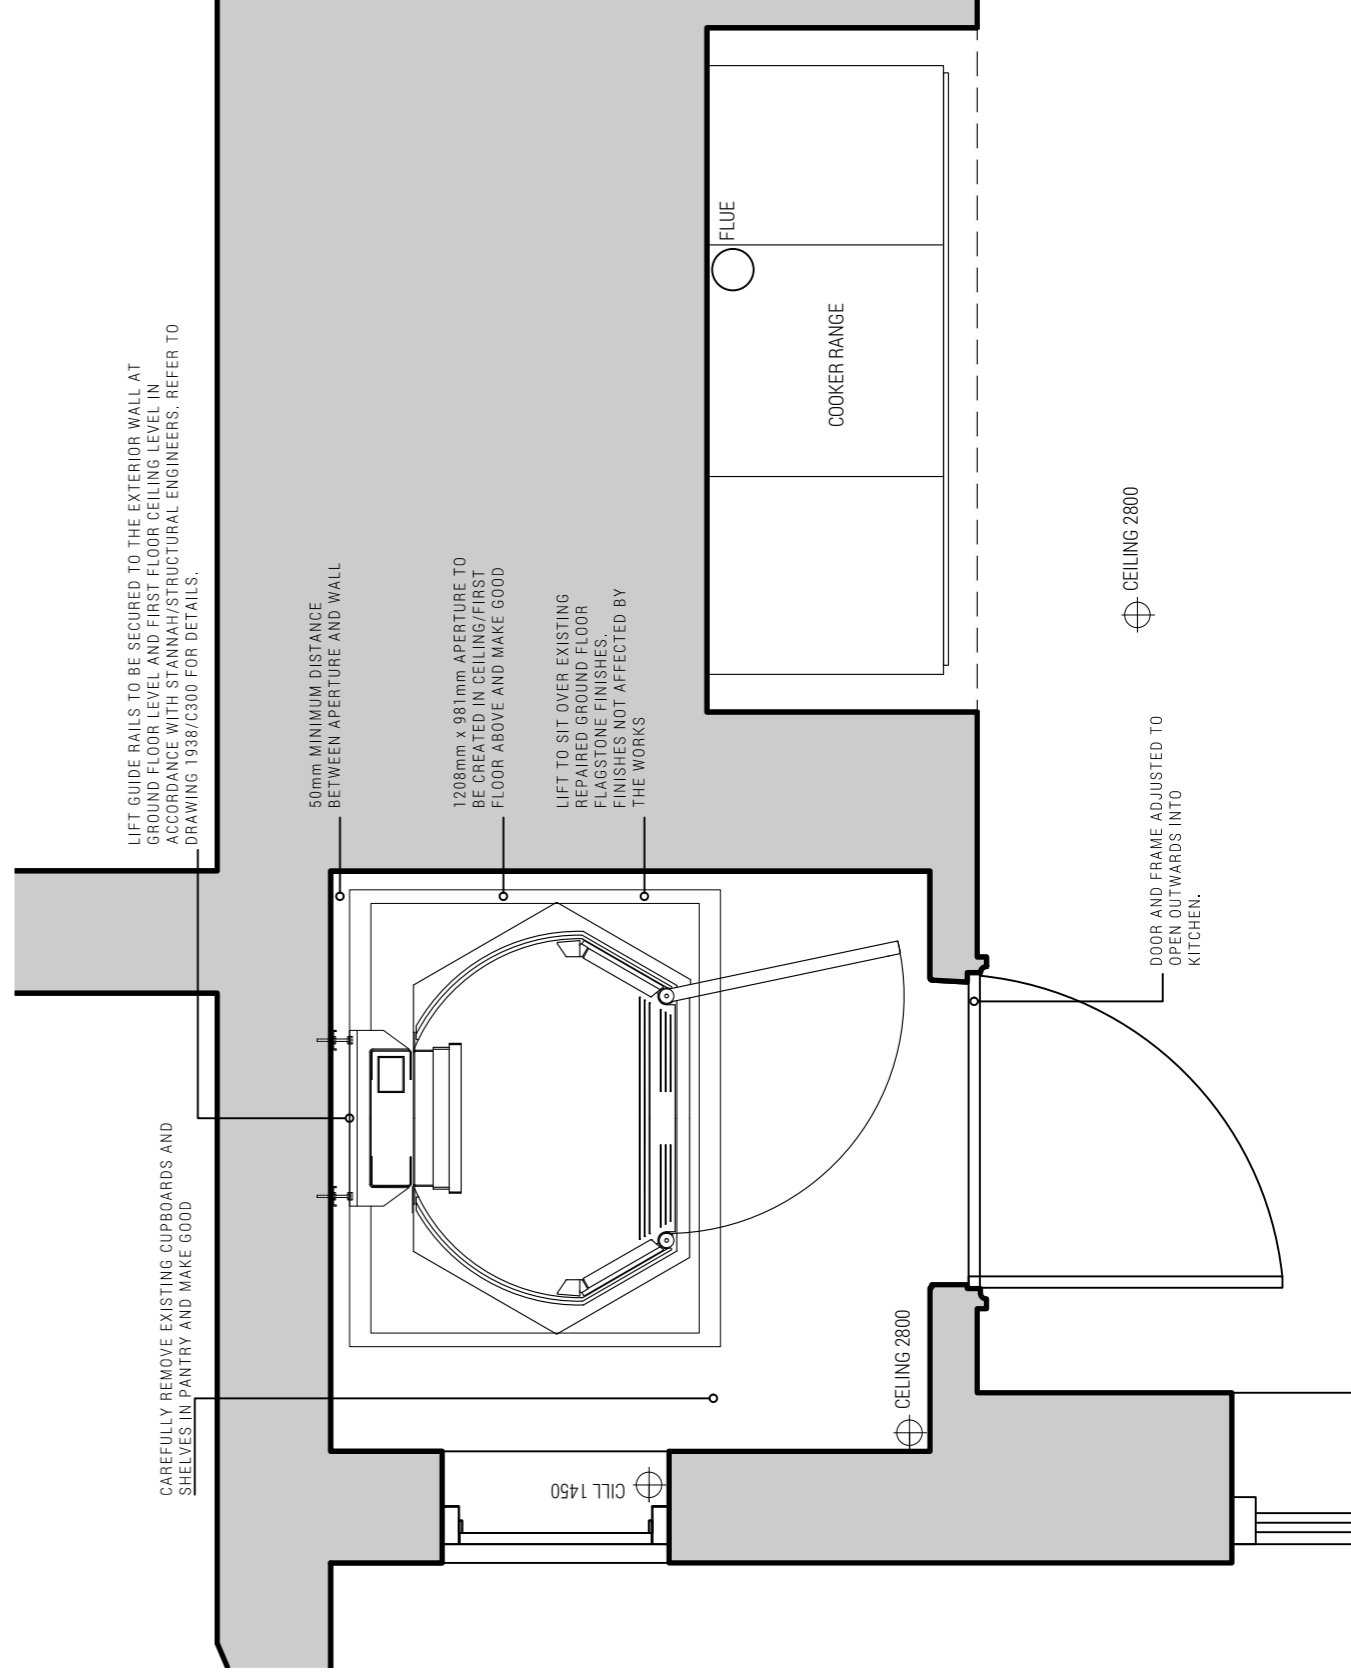 LIFT GUIDE RAILS TO BE SECURED TO THE EXTERIOR WALL AT
GROUND FLOOR LEVEL AND FIRST FLOOR CEILING LEVEL IN
ACCORDANCE WITH STANNAH/STRUCTURAL ENGINEERS. REFER TO
DRAWING 1938/C300 FOR DETAILS.
CAREFULLY REMOVE EXISTING CUPBOARDS AND
SHELVES IN PANTRY AND MAKE GOOD
50mm MINIMUM DISTANCE
BETWEEN APERTURE AND WALL
1208mm x 981mm APERTURE TO
BE CREATED IN CEILING/FIRST
FLOOR ABOVE AND MAKE GOOD
LIFT TO SIT OVER EXISTING
REPAIRED GROUND FLOOR
FLAGSTONE FINISHES.
FINISHES NOT AFFECTED BY
THE WORKS
FLUE
COOKER RANGE
CEILING 2800
DOOR AND FRAME ADJUSTED TO
OPEN OUTWARDS INTO
KITCHEN.
CELING 2800
CILL 1450